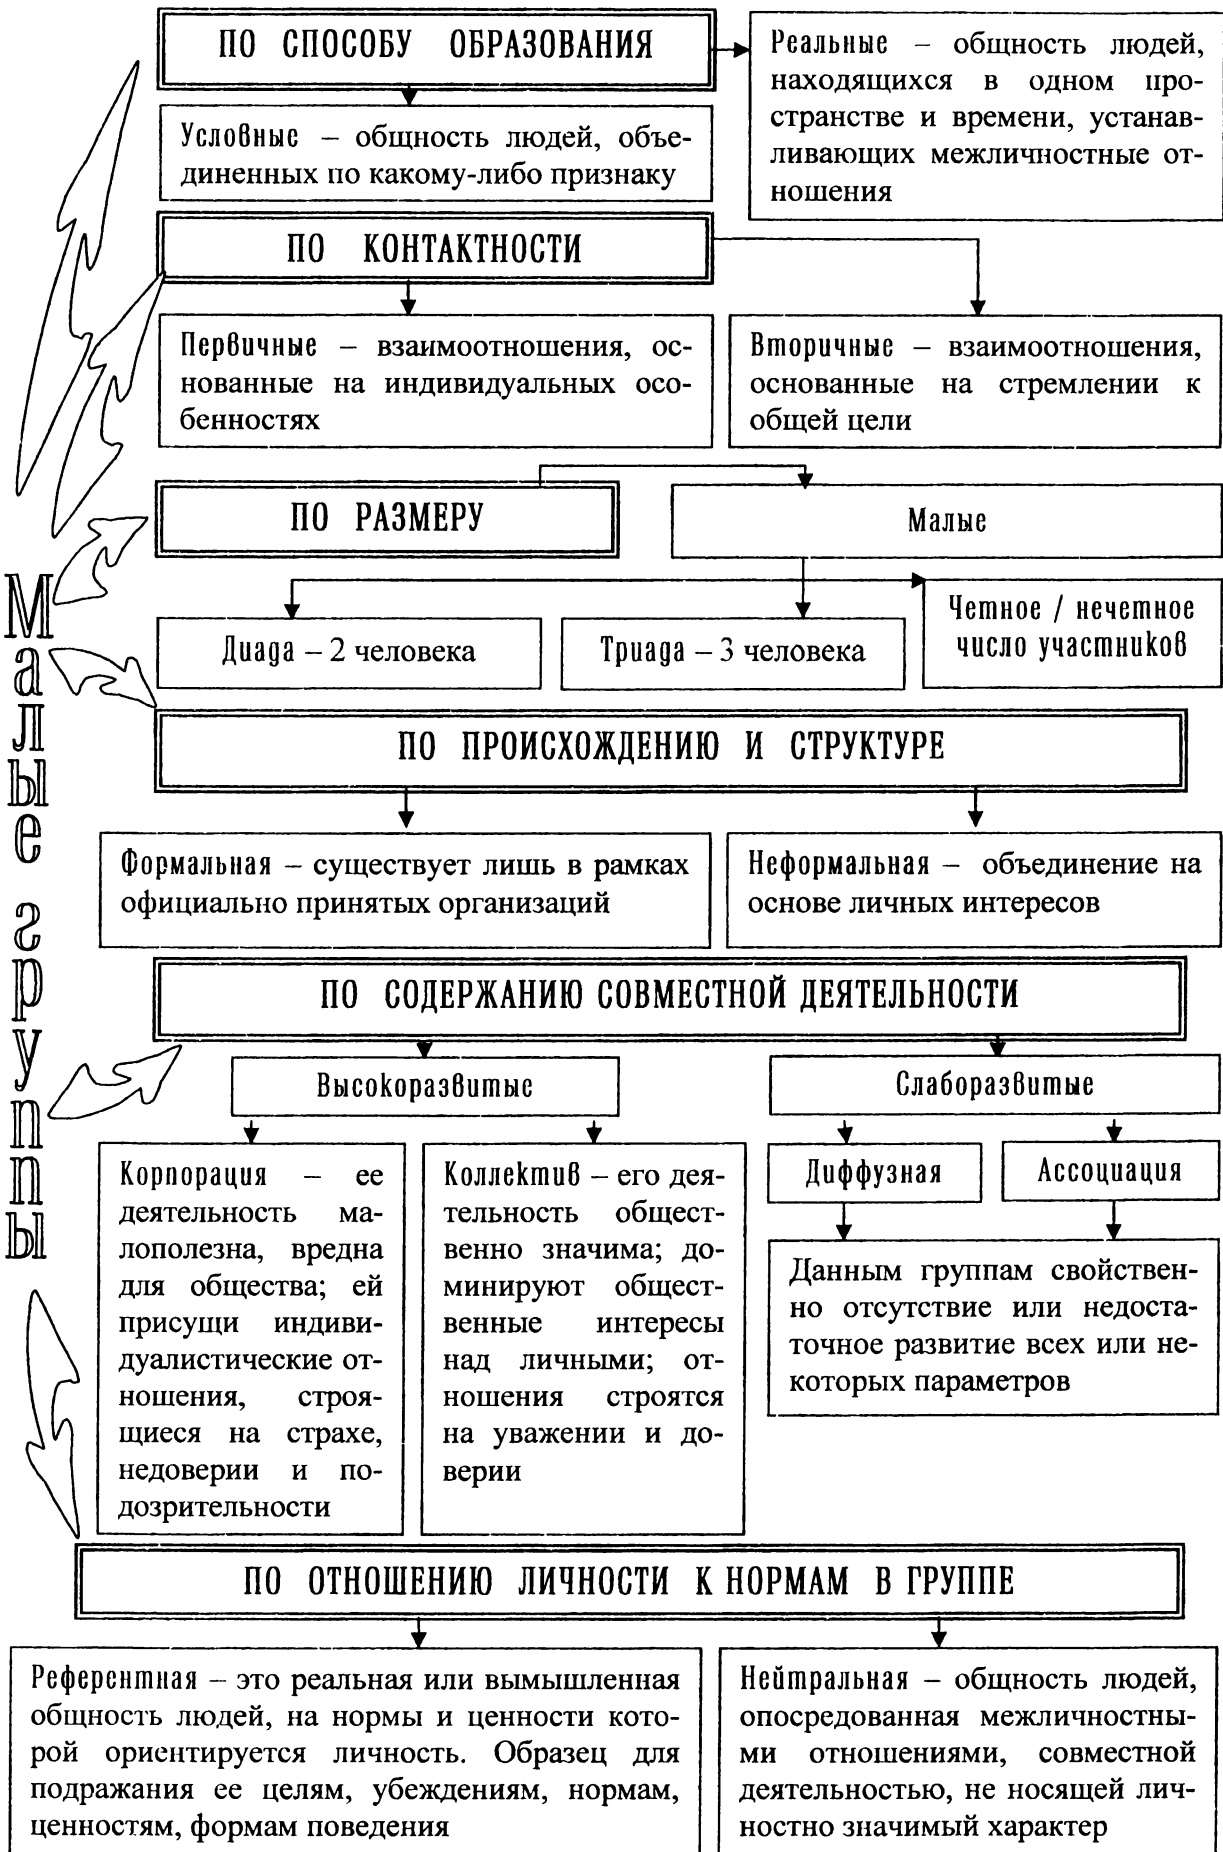 ПО СПОСОБУ ОБРАЗОВАНИЯ
Реальные – общность людей,
находящихся в одном про-
странстве и времени, устанав-
ливающих межличностные от-
ношения
Условные – общность людей, объе-
диненных по какому-либо признаку
ПО КОНТАКТНОСТИ
Первичные – взаимоотношения, ос-
нованные на индивидуальных осо-
бенностях
Вторичные – взаимоотношения,
основанные на стремлении к
общей цели
ПО РАЗМЕРУ
Малые
Диада – 2 человека
Триада – 3 человека
Четное / нечетное
число участников
Малые группы
ПО ПРОИСХОЖДЕНИЮ И СТРУКТУРЕ
Формальная – существует лишь в рамках
официально принятых организаций
Неформальная – объединение на
основе личных интересов
ПО СОДЕРЖАНИЮ СОВМЕСТНОЙ ДЕЯТЕЛЬНОСТИ
Высокоразвитые
Слаборазвитые
Корпорация – ее
деятельность ма-
лополезна, вредна
для общества; ей
присущи индиви-
дуалистические от-
ношения, строя-
щиеся на страхе,
недоверии и по-
дозрительности
Коллектив – его дея-
тельность общест-
венно значима; до-
минируют общест-
венные интересы
над личными; от-
ношения строятся
на уважении и до-
верии
Диффузная
Ассоциация
Данным группам свойствен-
но отсутствие или недоста-
точное развитие всех или не-
которых параметров
ПО ОТНОШЕНИЮ ЛИЧНОСТИ К НОРМАМ В ГРУППЕ
Референтная – это реальная или вымышленная
общность людей, на нормы и ценности кото-
рой ориентируется личность. Образец для
подражания ее целям, убеждениям, нормам,
ценностям, формам поведения
Нейтральная – общность людей,
опосредованная межличностны-
ми отношениями, совместной
деятельностью, не носящей лич-
ностно значимый характер